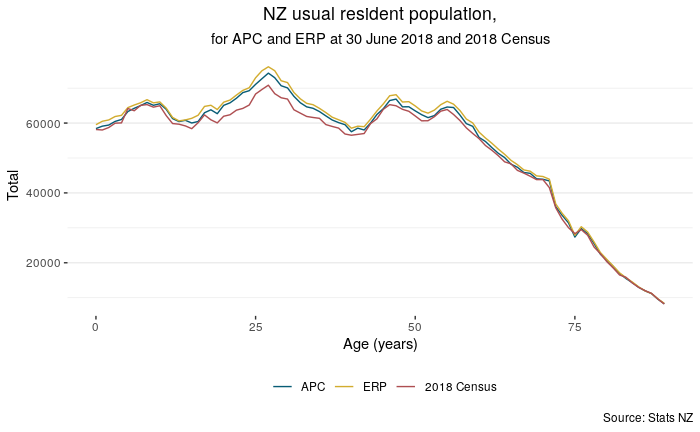 NZ usual resident population,
for APC and ERP at 30 June 2018 and 2018 Census
Total
60000
40000
20000
0 25 50 75
Age (years)
APC ERP 2018 Census
Source: Stats NZ